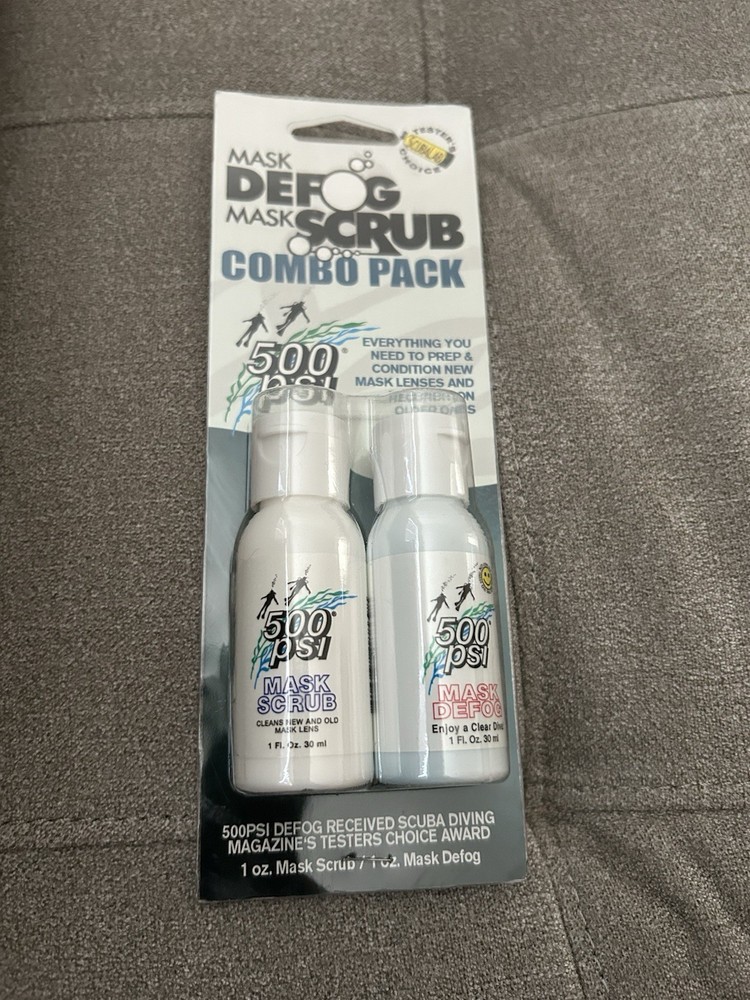 TESTER'S
SCUBALAB
CHOICE
MASK
DEFOG
MASK SCRUB
COMBO PACK
500
psi
EVERYTHING YOU
NEED TO PREP &
CONDITION NEW
MASK LENSES AND
ON
500
psi
MASK
SCRUB
CLEANS NEW AND OLD
MASK LENS
1 Fl. Oz. 30 ml
500
psi
MASK
DEFOG
Enjoy a Clear Dive
1 Fl. Oz. 30 ml
500PSI DEFOG RECEIVED SCUBA DIVING
MAGAZINE'S TESTERS CHOICE AWARD
1 oz. Mask Scrub / 1 oz. Mask Defog